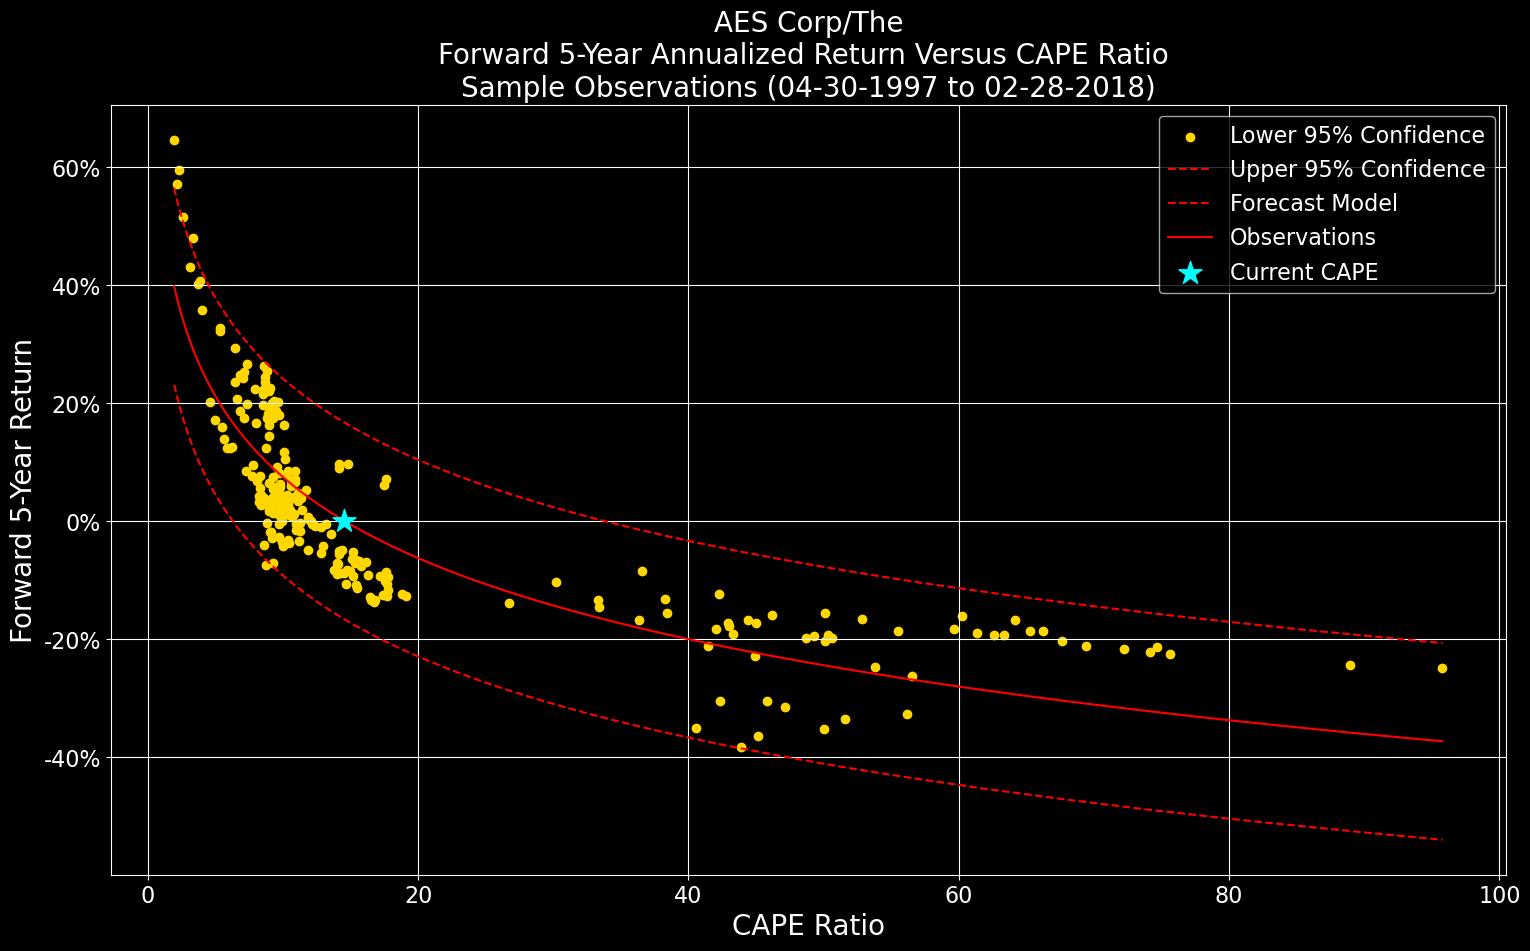 AES Corp/The
Forward 5-Year Annualized Return Versus CAPE Ratio
Sample Observations (04-30-1997 to 02-28-2018)
Lower 95% Confidence
Upper 95% Confidence
Forecast Model
Observations
Current CAPE
Forward 5-Year Return
60%
40%
20%
0%
-20%
-40%
0 20 40 60 80 100
CAPE Ratio